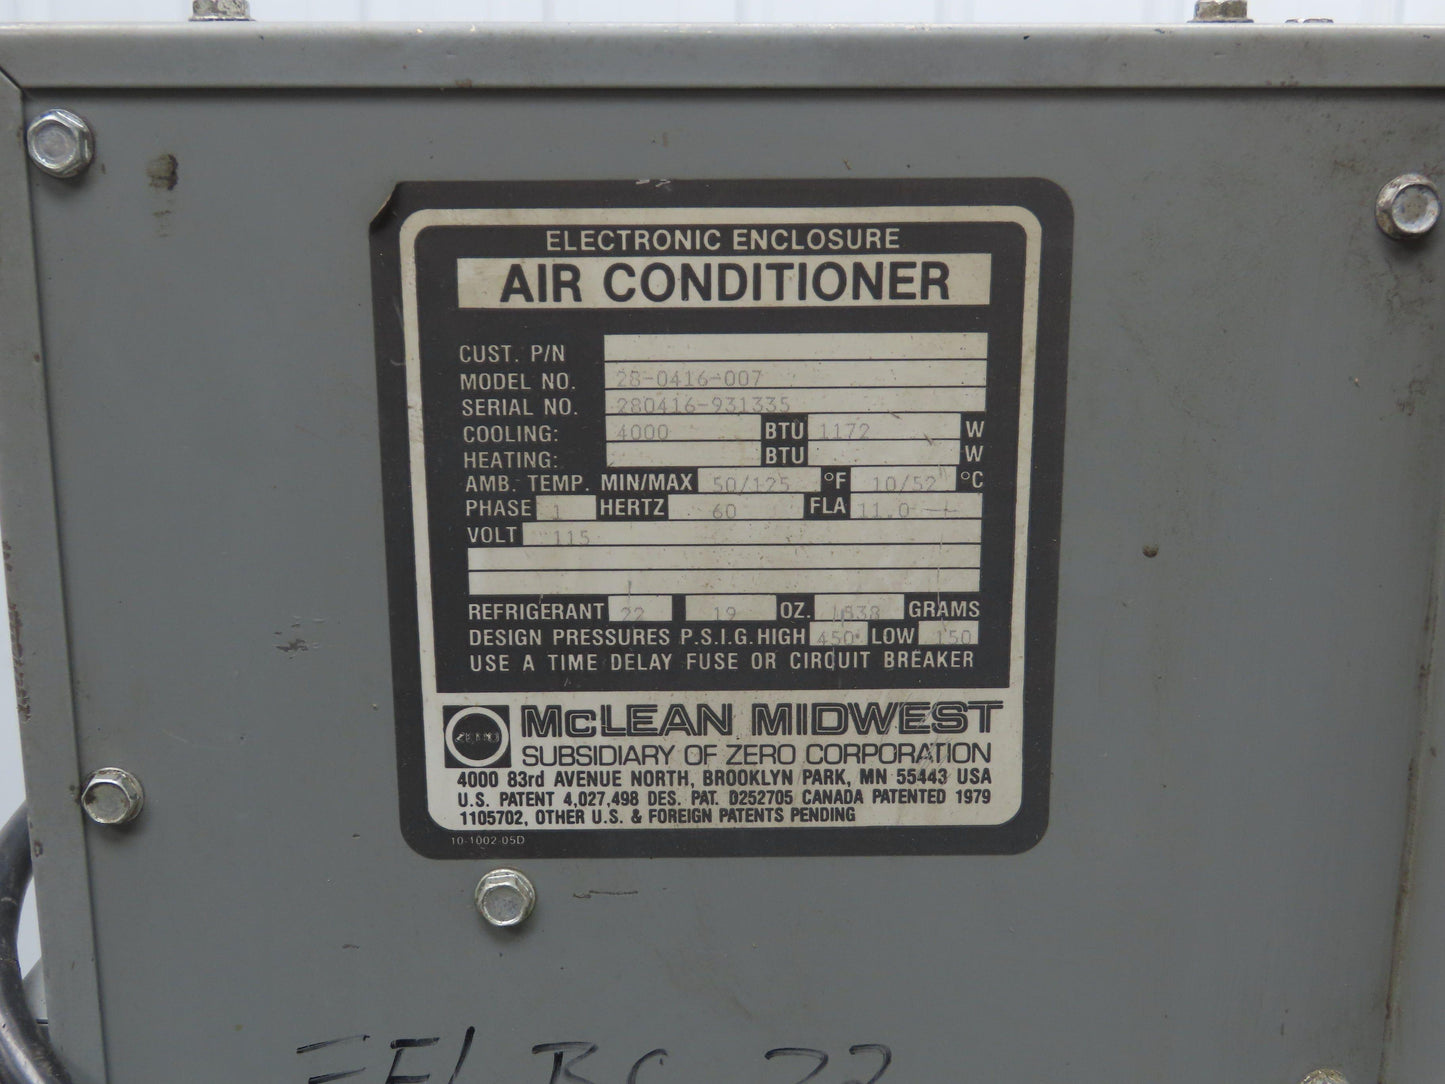 ELECTRONIC ENCLOSURE
AIR CONDITIONER
CUST. P/N
MODEL NO. 28-0416-007
SERIAL NO. 280416-931335
COOLING: 4000 BTU 1172 W
HEATING: BTU W
AMB. TEMP. MIN/MAX 50/125 °F 10/52 °C
PHASE 1 HERTZ 60 FLA 11.0
VOLT 115
REFRIGERANT 22 19 OZ. GRAMS
DESIGN PRESSURES P.S.I.G. HIGH 450 LOW 150
USE A TIME DELAY FUSE OR CIRCUIT BREAKER
ZERO
McLEAN MIDWEST
SUBSIDIARY OF ZERO CORPORATION
4000 83rd AVENUE NORTH, BROOKLYN PARK, MN 55443 USA
U.S. PATENT 4,027,498 DES. PAT. D252705 CANADA PATENTED 1979
1105702, OTHER U.S. & FOREIGN PATENTS PENDING
10-1002-05D